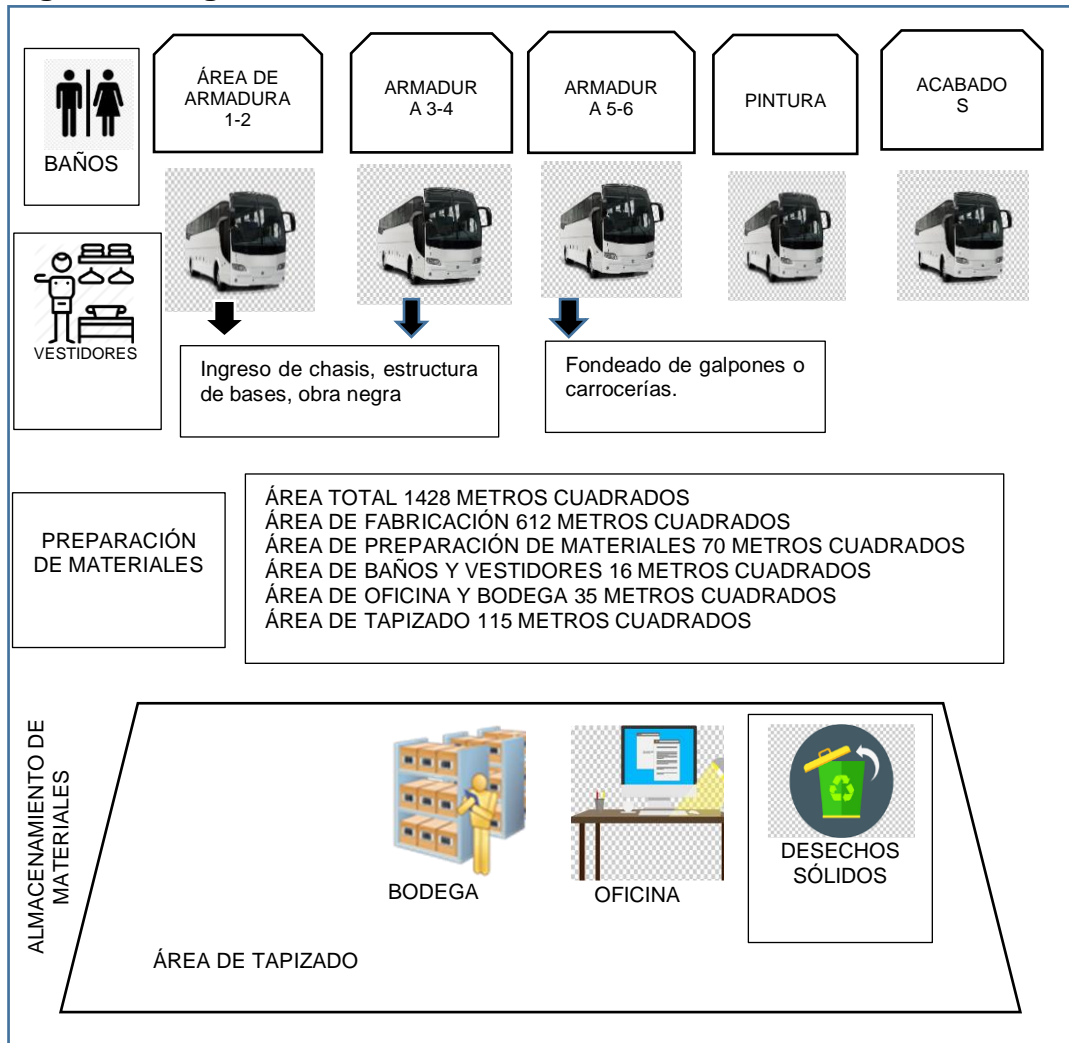 BAÑOS
ÁREA DE
ARMADURA
1-2
ARMADUR
A 3-4
ARMADUR
A 5-6
PINTURA
ACABADO
S
VESTIDORES
Ingreso de chasis, estructura
de bases, obra negra
Fondeado de galpones o
carrocerías.
PREPARACIÓN
DE MATERIALES
ÁREA TOTAL 1428 METROS CUADRADOS
ÁREA DE FABRICACIÓN 612 METROS CUADRADOS
ÁREA DE PREPARACIÓN DE MATERIALES 70 METROS CUADRADOS
ÁREA DE BAÑOS Y VESTIDORES 16 METROS CUADRADOS
ÁREA DE OFICINA Y BODEGA 35 METROS CUADRADOS
ÁREA DE TAPIZADO 115 METROS CUADRADOS
ALMACENAMIENTO DE
MATERIALES
BODEGA
OFICINA
DESECHOS
SÓLIDOS
ÁREA DE TAPIZADO